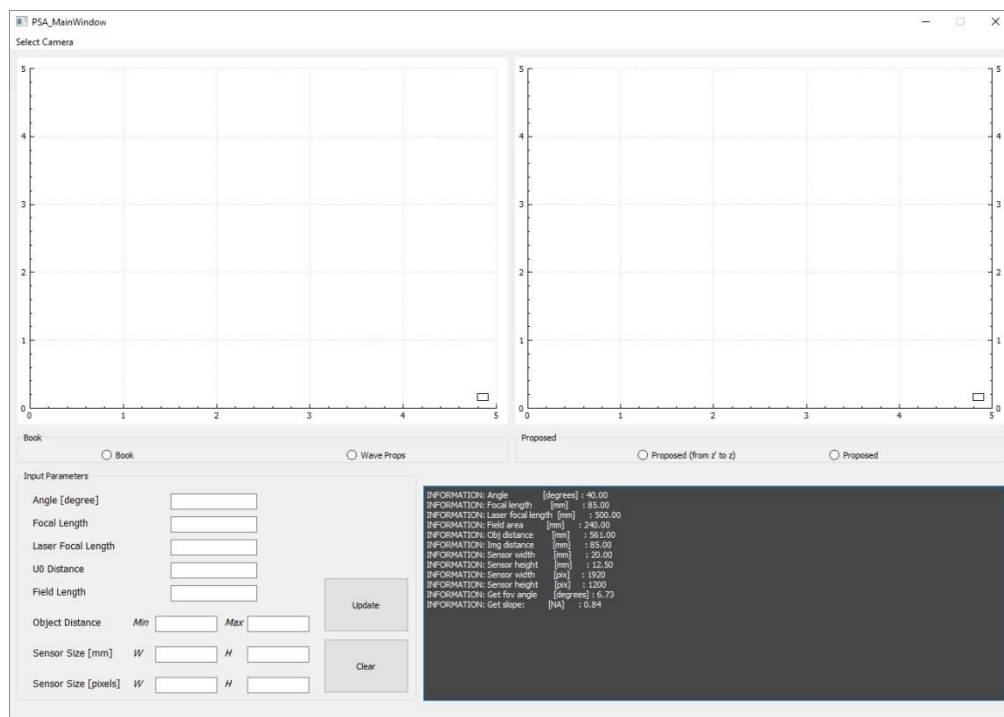 PSA_MainWindow
Select Camera
5
4
3
2
1
0
0 1 2 3 4 5
5
4
3
2
1
0
0 1 2 3 4 5
5
4
3
2
1
0
Book
Book Wave Props
Proposed
Proposed (from z' to z) Proposed
Input Parameters
Angle [degree]
Focal Length
Laser Focal Length
U0 Distance
Field Length
Object Distance Min Max
Sensor Size [mm] W H
Sensor Size [pixels] W H
Update
Clear
INFORMATION: Angle [degrees] : 40.00
INFORMATION: Focal length [mm] : 85.00
INFORMATION: Laser focal length [mm] : 500.00
INFORMATION: Field area [mm] : 240.00
INFORMATION: Obj distance [mm] : 561.00
INFORMATION: Img distance [mm] : 85.00
INFORMATION: Sensor width [mm] : 20.00
INFORMATION: Sensor height [mm] : 12.50
INFORMATION: Sensor width [pix] : 1920
INFORMATION: Sensor height [pix] : 1200
INFORMATION: Get fov angle [degrees] : 6.73
INFORMATION: Get slope: [NA] : 0.84